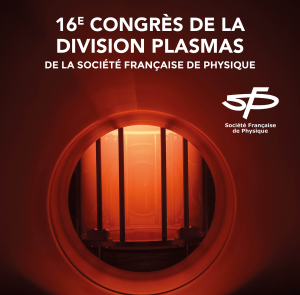 16E CONGRÈS DE LA
DIVISION PLASMAS
DE LA SOCIÉTÉ FRANÇAISE DE PHYSIQUE
SFP
Société Française
de Physique